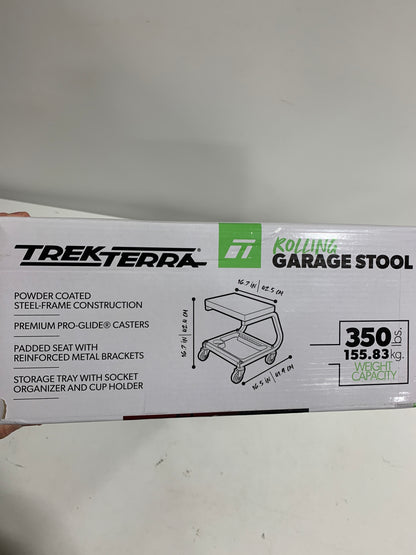 TREKTERRA®
ROLLING
GARAGE STOOL
POWDER COATED
STEEL-FRAME CONSTRUCTION
PREMIUM PRO-GLIDE® CASTERS
PADDED SEAT WITH
REINFORCED METAL BRACKETS
STORAGE TRAY WITH SOCKET
ORGANIZER AND CUP HOLDER
16.7 IN | 42.5 CM
16.7 IN | 42.4 CM
16.5 IN | 41.9 CM
350 lbs.
155.83 kg.
WEIGHT
CAPACITY